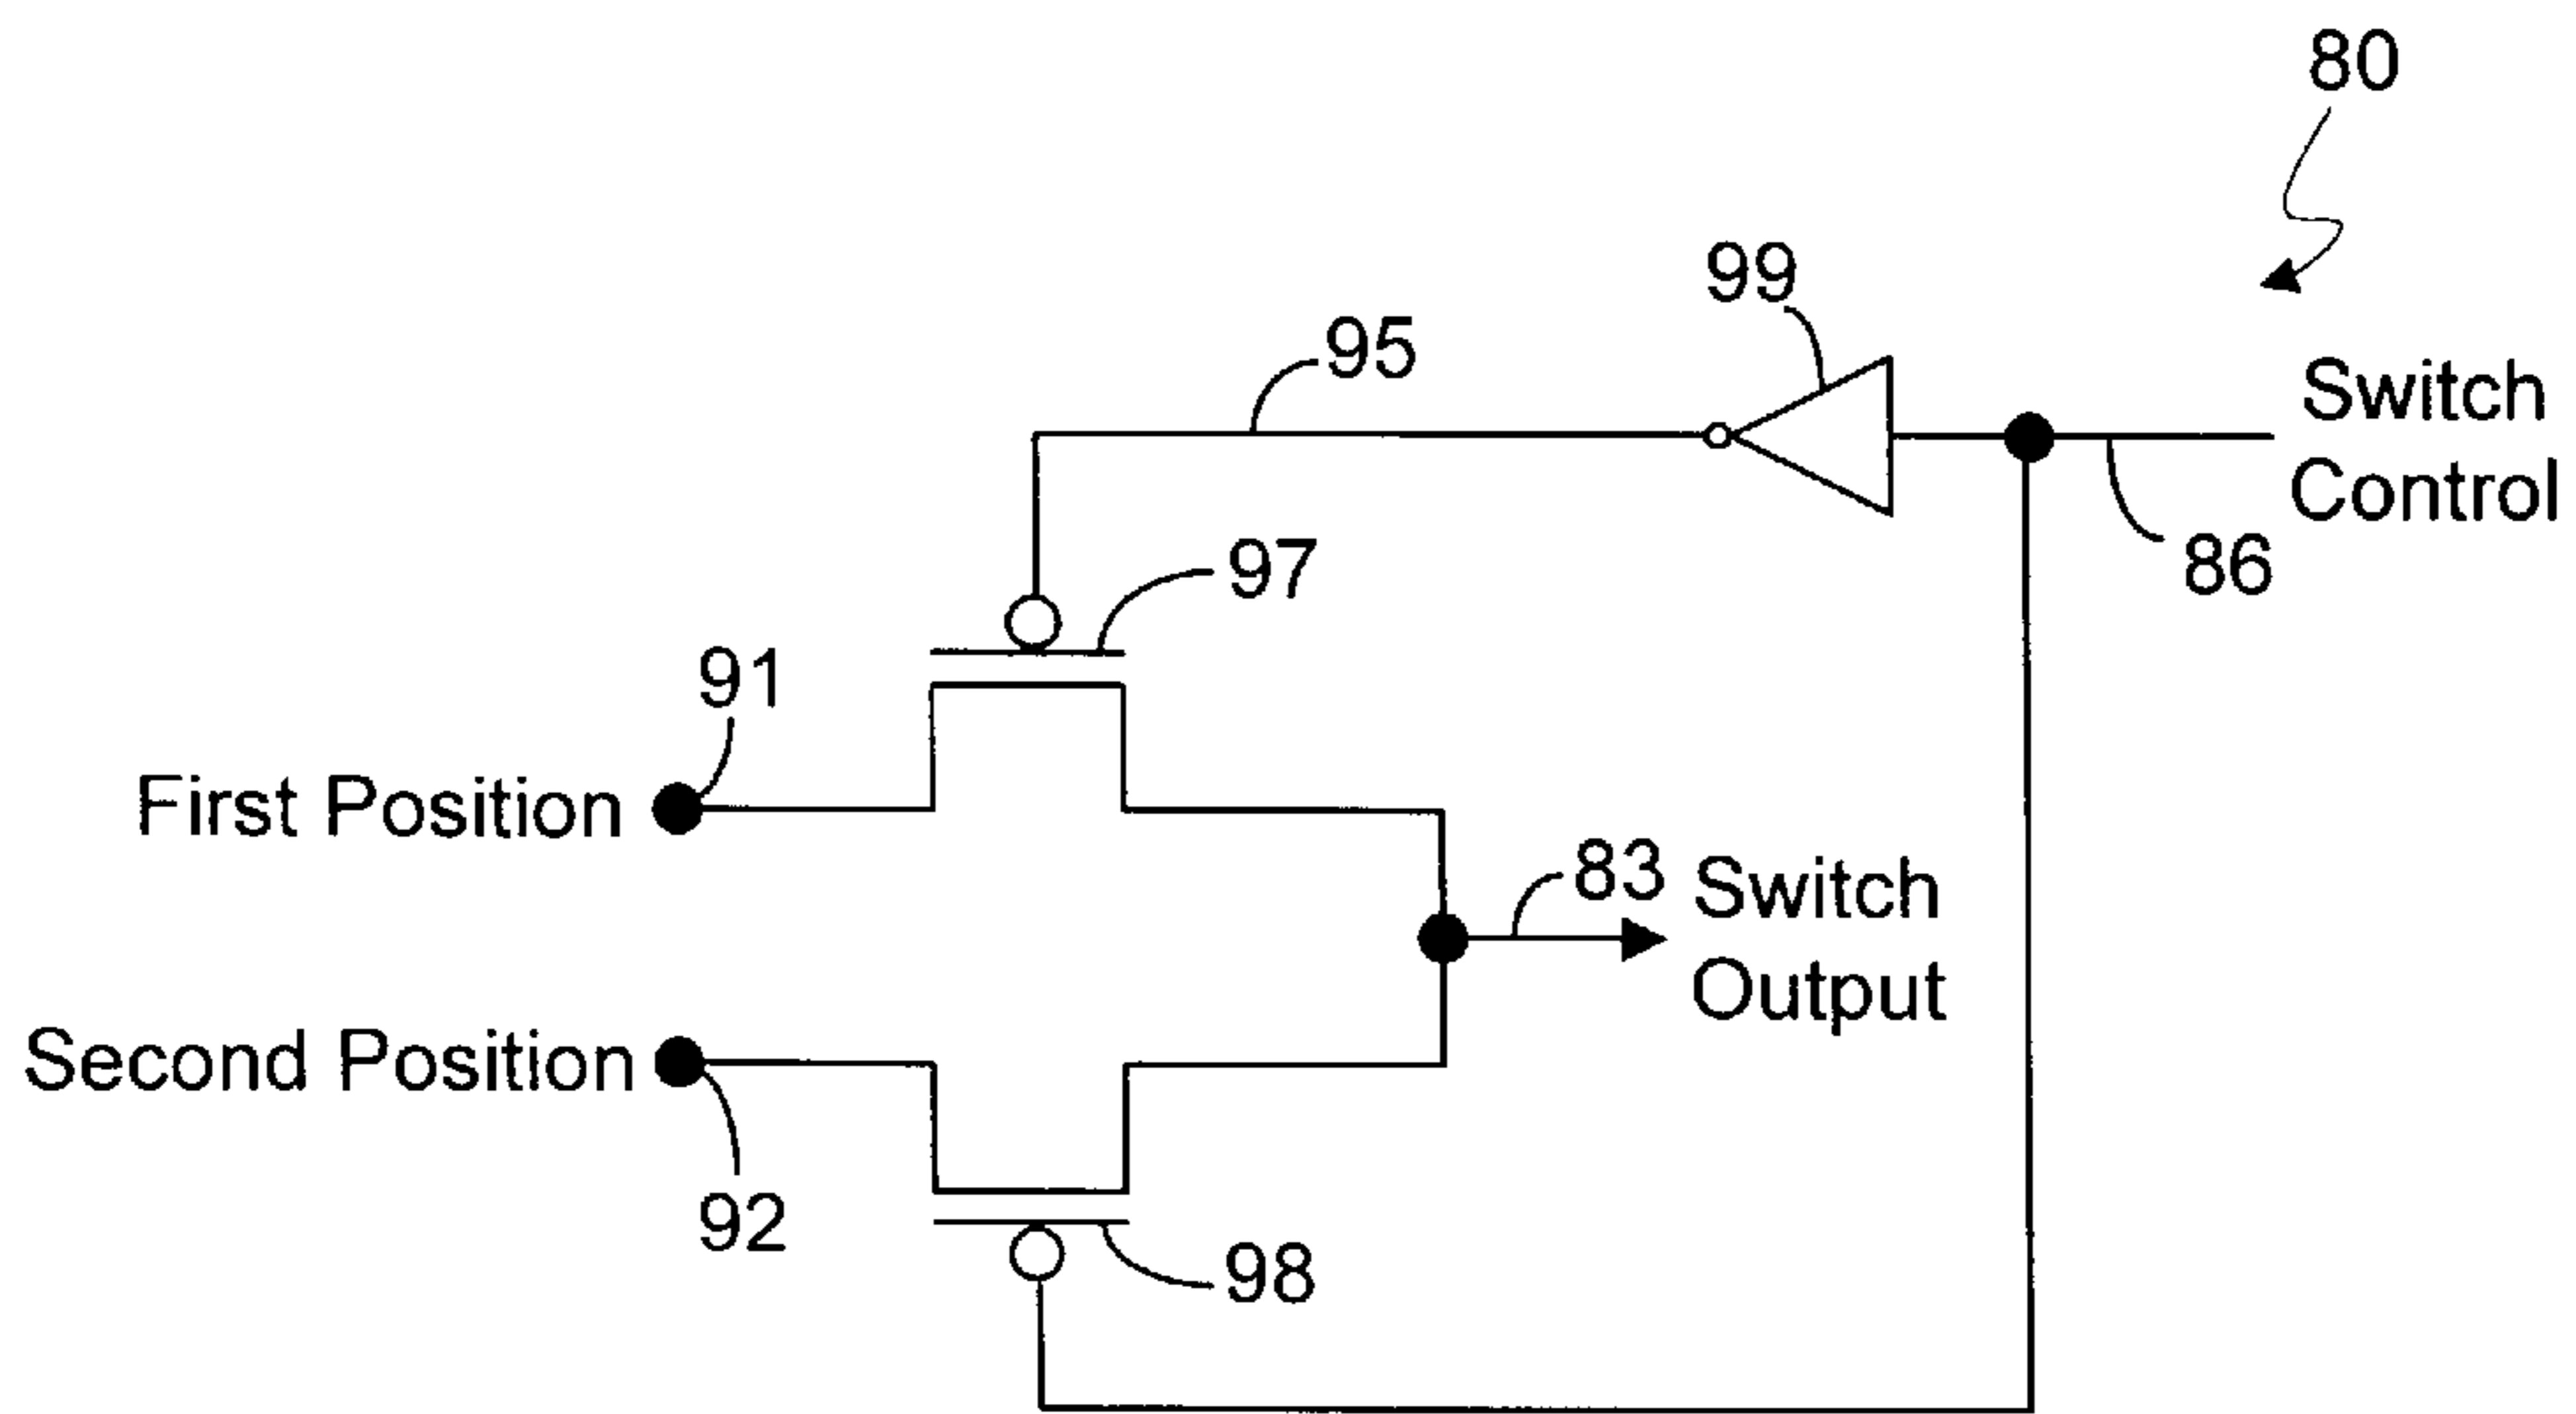 80
99
95
Switch
Control
86
97
91
First Position
83
Switch
Output
Second Position
92
98